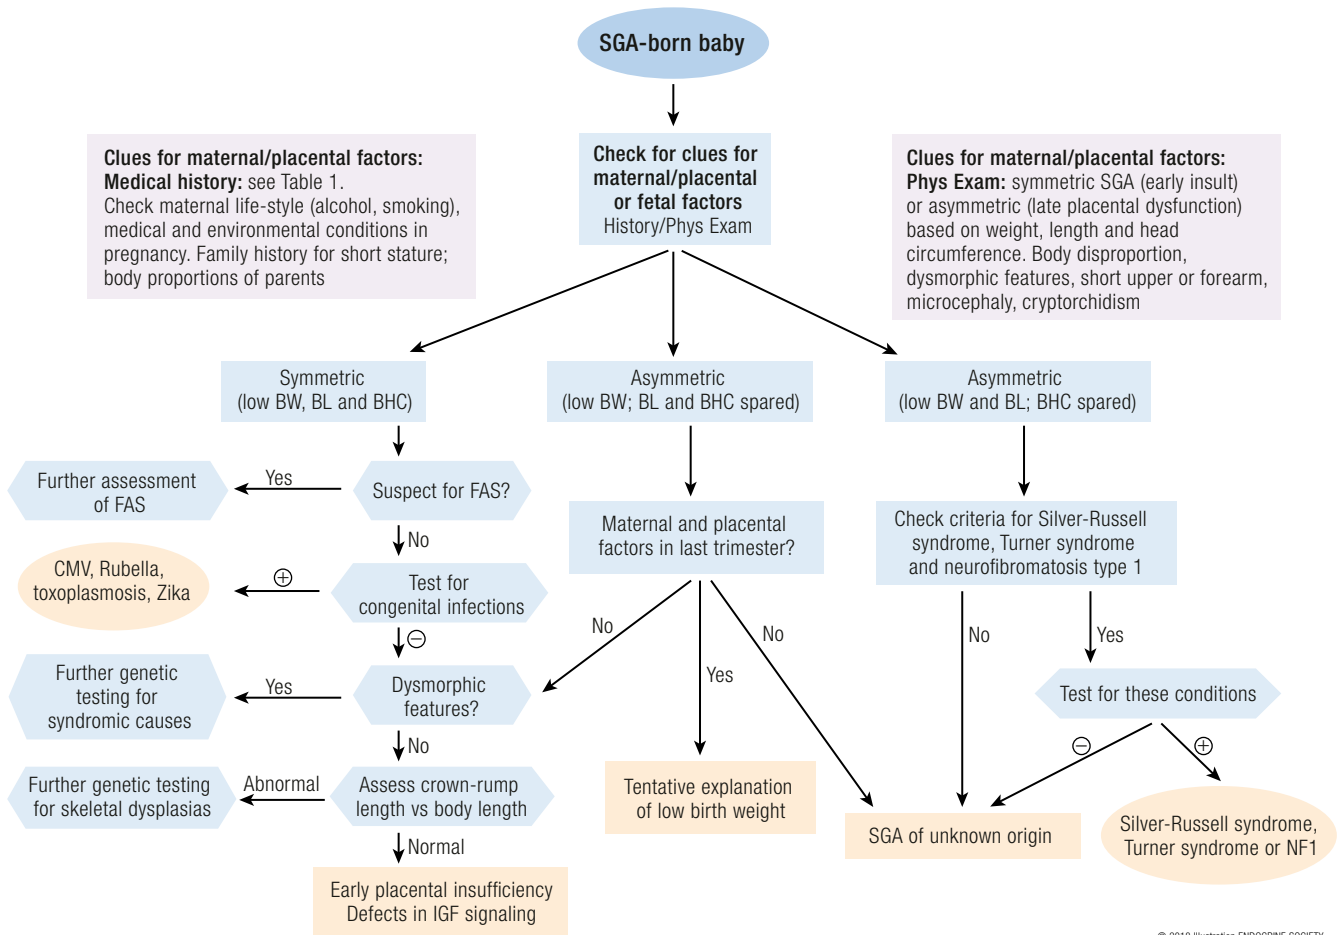 SGA-born baby
Clues for maternal/placental factors:
Medical history: see Table 1.
Check maternal life-style (alcohol, smoking),
medical and environmental conditions in
pregnancy. Family history for short stature;
body proportions of parents
Check for clues for
maternal/placental
or fetal factors
History/Phys Exam
Clues for maternal/placental factors:
Phys Exam: symmetric SGA (early insult)
or asymmetric (late placental dysfunction)
based on weight, length and head
circumference. Body disproportion,
dysmorphic features, short upper or forearm,
microcephaly, cryptorchidism
Symmetric
(low BW, BL and BHC)
Asymmetric
(low BW; BL and BHC spared)
Asymmetric
(low BW and BL; BHC spared)
Further assessment
of FAS
Yes
Suspect for FAS?
No
Maternal and placental
factors in last trimester?
Check criteria for Silver-Russell
syndrome, Turner syndrome
and neurofibromatosis type 1
CMV, Rubella,
toxoplasmosis, Zika
+
Test for
congenital infections
−
No
Yes
No
No
Yes
Further genetic
testing for
syndromic causes
Yes
Dysmorphic
features?
No
Test for these conditions
−
+
Further genetic testing
for skeletal dysplasias
Abnormal
Assess crown-rump
length vs body length
Normal
Tentative explanation
of low birth weight
SGA of unknown origin
Silver-Russell syndrome,
Turner syndrome or NF1
Early placental insufficiency
Defects in IGF signaling